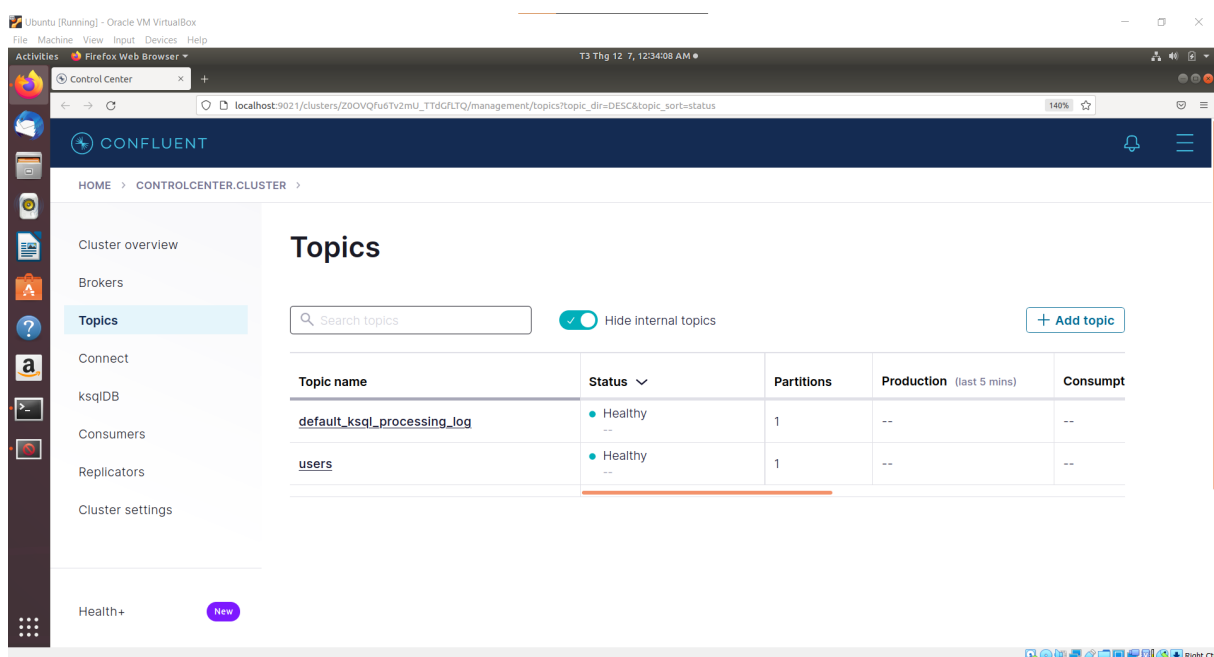 Ubuntu [Running] - Oracle VM VirtualBox
File Machine View Input Devices Help
Activities Firefox Web Browser T3 Thg 12 7, 12:34:08 AM
Control Center × +
localhost:9021/clusters/Z0OVQfu6Tv2mU_TTdGfLTQ/management/topics?topic_dir=DESC&topic_sort=status 140%
CONFLUENT
HOME > CONTROLCENTER.CLUSTER >
Cluster overview
Brokers
Topics
Connect
ksqlDB
Consumers
Replicators
Cluster settings
Health+ New
Topics
Search topics Hide internal topics + Add topic
Topic name Status Partitions Production (last 5 mins) Consumpt
default_ksql_processing_log Healthy 1 -- --
--
users Healthy 1 -- --
--
Right Ct